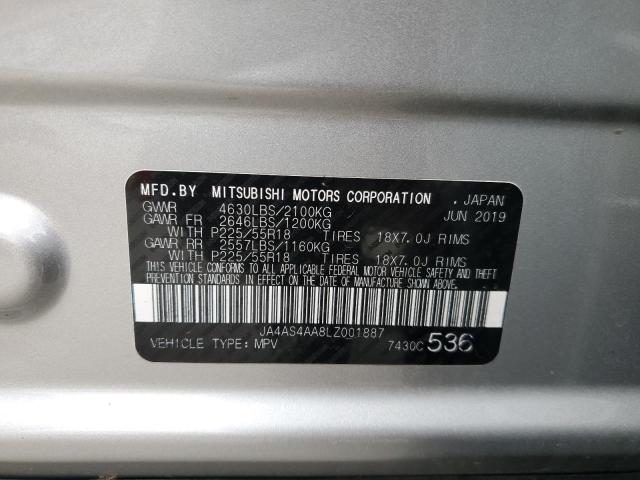 MFD.BY MITSUBISHI MOTORS CORPORATION , JAPAN
GVWR 4630LBS/2100KG JUN 2019
GAWR FR 2646LBS/1200KG
WITH P225/55R18 TIRES 18X7.0J RIMS
GAWR RR 2557LBS/1160KG
WITH P225/55R18 TIRES 18X7.0J RIMS
THIS VEHICLE CONFORMS TO ALL APPLICABLE FEDERAL MOTOR VEHICLE SAFETY AND THEFT
PREVENTION STANDARDS IN EFFECT ON THE DATE OF MANUFACTURE SHOWN ABOVE.
JA4AS4AA8LZ001887
VEHICLE TYPE: MPV 7430C 536